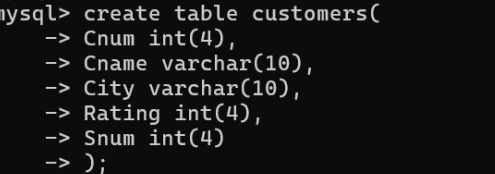 mysql> create table customers(
    -> Cnum int(4),
    -> Cname varchar(10),
    -> City varchar(10),
    -> Rating int(4),
    -> Snum int(4)
    -> );